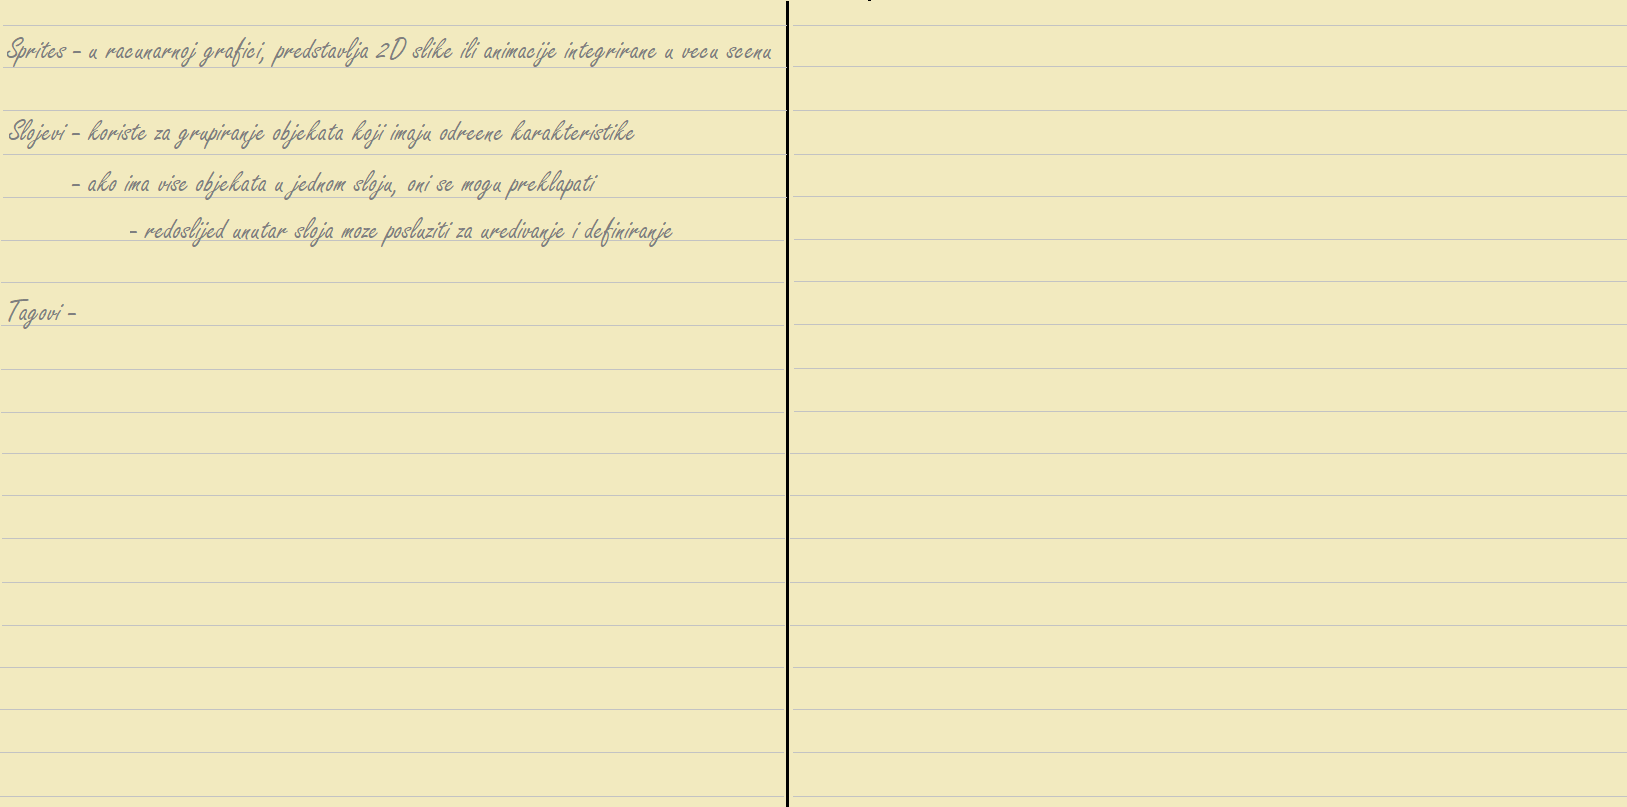 Sprites - u racunarnoj grafici, predstavlja 2D slike ili animacije integrirane u vecu scenu
Slojevi - koriste za grupiranje objekata koji imaju odreene karakteristike
- ako ima vise objekata u jednom sloju, oni se mogu preklapati
- redoslijed unutar sloja moze posluziti za uredivanje i definiranje
Tagovi -